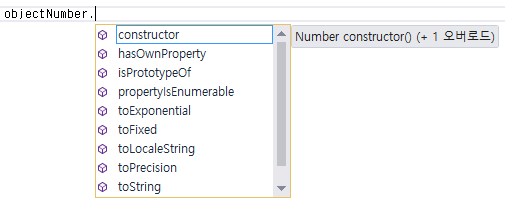 objectNumber.
constructor
Number constructor() (+ 1 오버로드)
hasOwnProperty
isPrototypeOf
propertyIsEnumerable
toExponential
toFixed
toLocaleString
toPrecision
toString